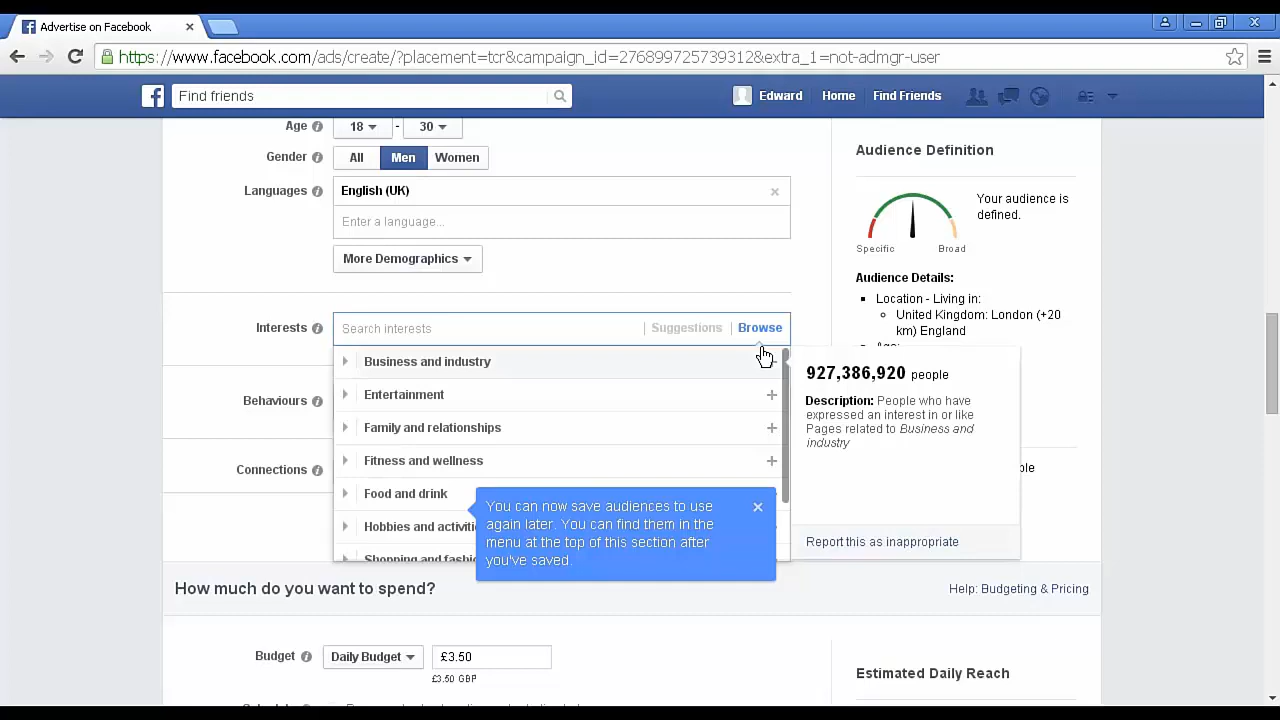 Advertise on Facebook
https://www.facebook.com/ads/create/?placement=tcr&campaign_id=276899725739312&extra_1=not-admgr-user
Find friends
Edward
Home
Find Friends
Age
18
-
30
Gender
All
Men
Women
Languages
English (UK)
Enter a language...
More Demographics
Interests
Search interests
Suggestions
Browse
Business and industry
Entertainment
Family and relationships
Fitness and wellness
Food and drink
Hobbies and activiti
Shopping and fashi
Behaviours
Connections
You can now save audiences to use
again later. You can find them in the
menu at the top of this section after
you've saved.
Audience Definition
Your audience is
defined.
Specific
Broad
Audience Details:
Location - Living in:
United Kingdom: London (+20
km) England
927,386,920 people
Description: People who have
expressed an interest in or like
Pages related to Business and
industry
ple
Report this as inappropriate
How much do you want to spend?
Help: Budgeting & Pricing
Budget
Daily Budget
£3.50
£3.50 GBP
Estimated Daily Reach